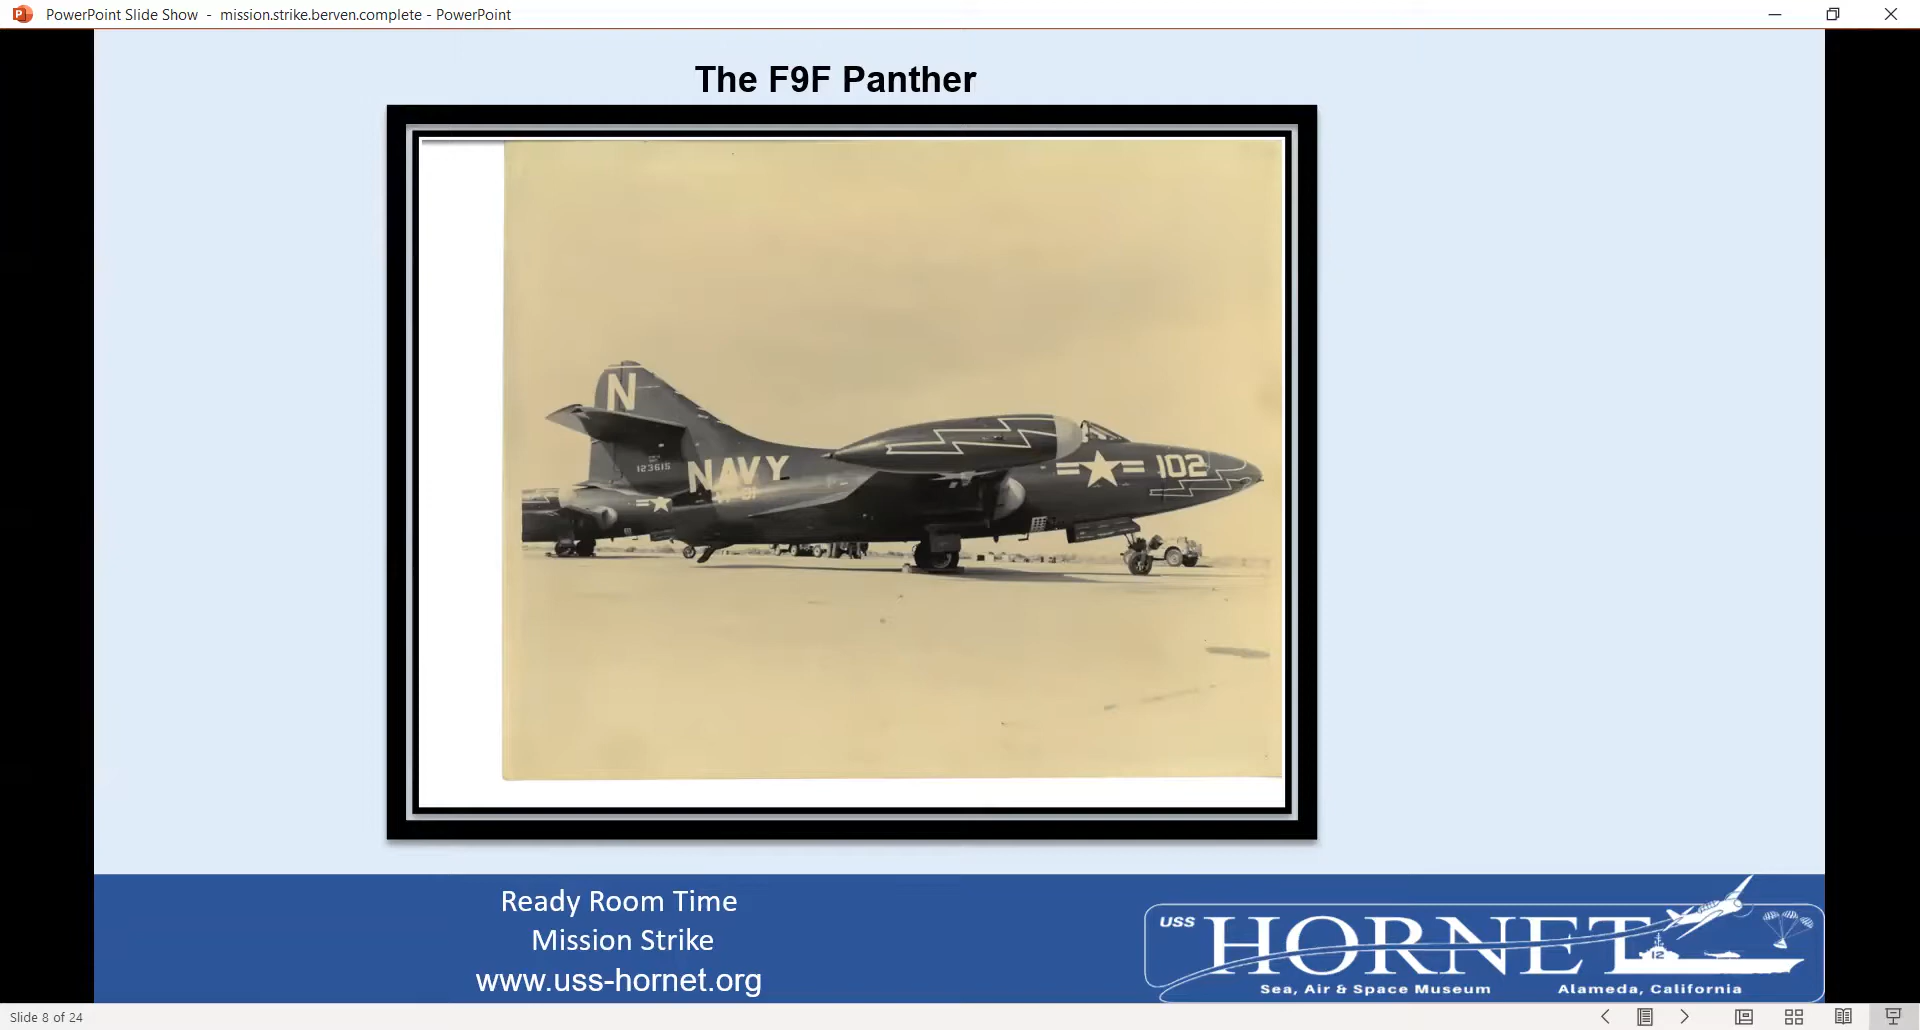 PowerPoint Slide Show - mission.strike.berven.complete - PowerPoint
The F9F Panther
N
123615
NAVY
102
Ready Room Time
Mission Strike
www.uss-hornet.org
USS HORNET
12
Sea, Air & Space Museum Alameda, California
Slide 8 of 24